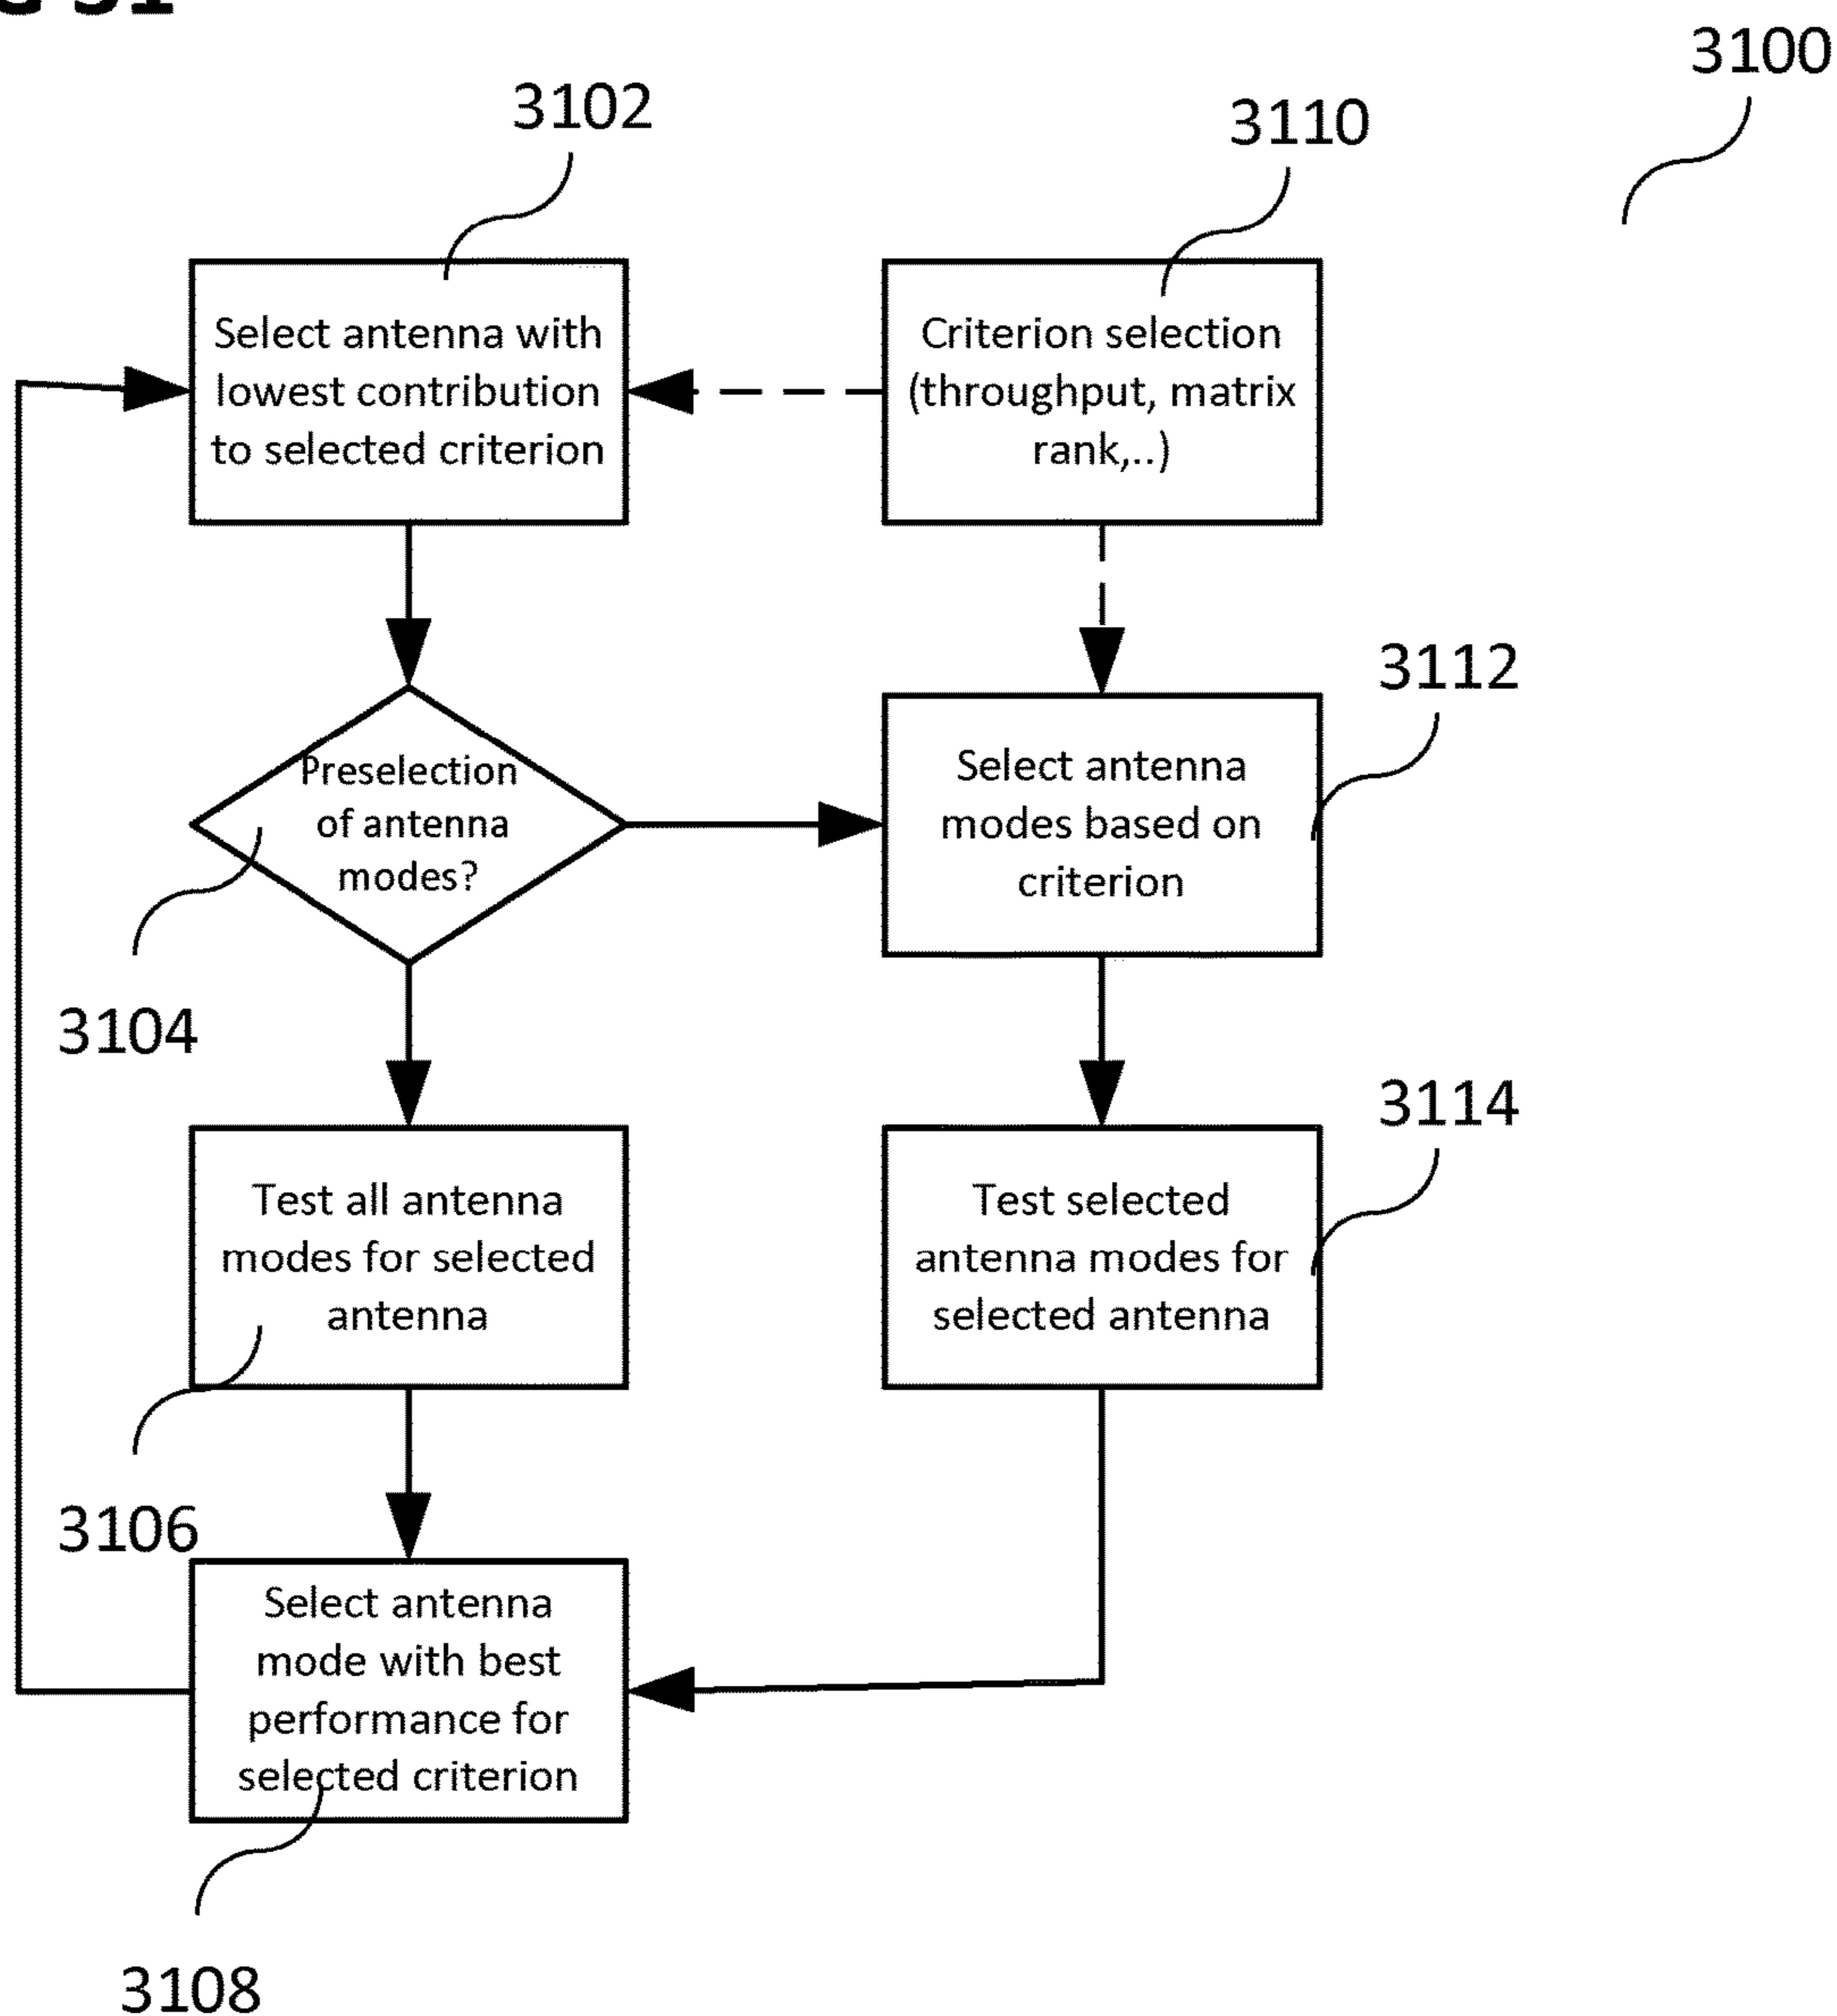 3100
3102
3110
Select antenna with
lowest contribution
to selected criterion
Criterion selection
(throughput, matrix
rank,..)
3112
Preselection
of antenna
modes?
Select antenna
modes based on
criterion
3104
3114
Test all antenna
modes for selected
antenna
Test selected
antenna modes for
selected antenna
3106
Select antenna
mode with best
performance for
selected criterion
3108